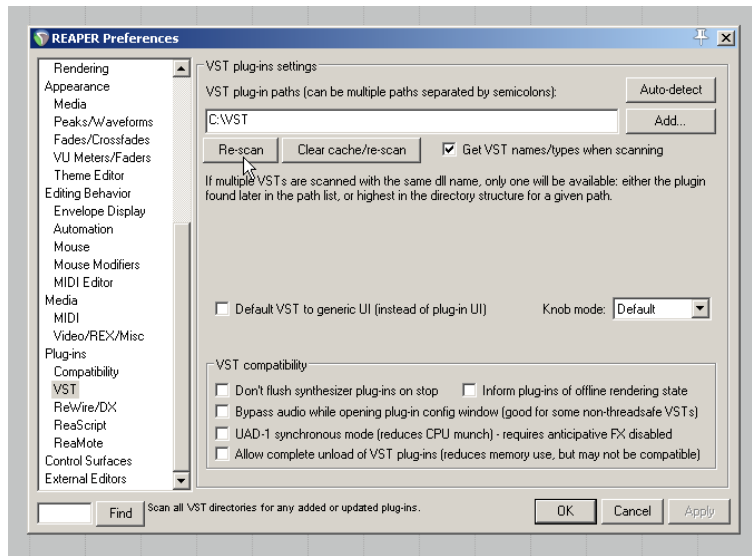 REAPER Preferences
Rendering
Appearance
Media
Peaks/Waveforms
Fades/Crossfades
VU Meters/Faders
Theme Editor
Editing Behavior
Envelope Display
Automation
Mouse
Mouse Modifiers
MIDI Editor
Media
MIDI
Video/REX/Misc
Plug-ins
Compatibility
VST
ReWire/DX
ReaScript
ReaMote
Control Surfaces
External Editors
VST plug-ins settings
VST plug-in paths (can be multiple paths separated by semicolons):
Auto-detect
C:\VST
Add...
Re-scan
Clear cache/re-scan
Get VST names/types when scanning
If multiple VSTs are scanned with the same dll name, only one will be available: either the plugin
found later in the path list, or highest in the directory structure for a given path.
Default VST to generic UI (instead of plug-in UI)
Knob mode:
Default
VST compatibility
Don't flush synthesizer plug-ins on stop
Inform plug-ins of offline rendering state
Bypass audio while opening plug-in config window (good for some non-threadsafe VSTs)
UAD-1 synchronous mode (reduces CPU munch) - requires anticipative FX disabled
Allow complete unload of VST plug-ins (reduces memory use, but may not be compatible)
Find
Scan all VST directories for any added or updated plug-ins.
OK
Cancel
Apply